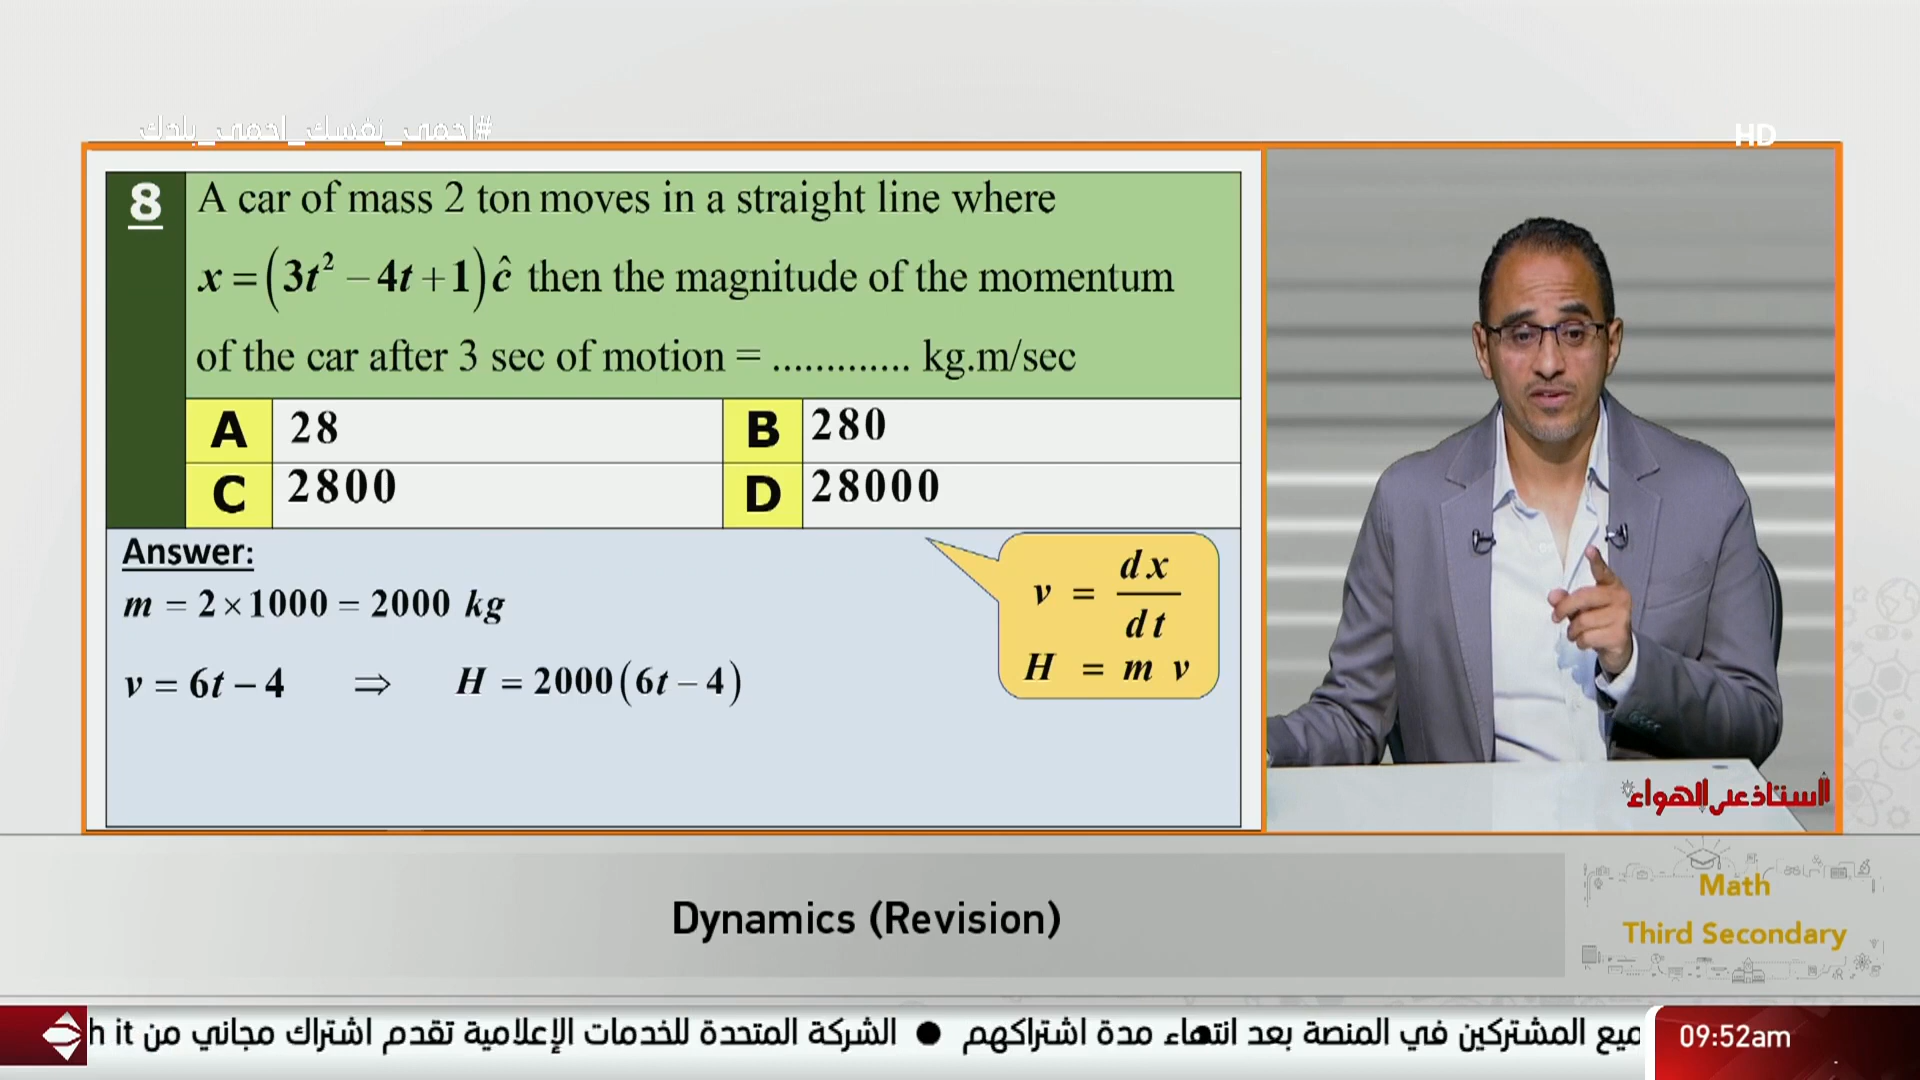 #احمي_نفسك_احمي_بلدك
HD
8
A car of mass 2 ton moves in a straight line where
x = (3t² – 4t + 1) ĉ then the magnitude of the momentum
of the car after 3 sec of motion = ............. kg.m/sec
A 28
B 280
C 2800
D 28000
Answer:
m = 2 × 1000 = 2000 kg
v = 6t – 4 ⇒ H = 2000(6t – 4)
v = dx/dt
H = m v
الأستاذ على الهواء
Dynamics (Revision)
Math
Third Secondary
ميع المشتركين في المنصة بعد انتهاء مدة اشتراكهم ● الشركة المتحدة للخدمات الإعلامية تقدم اشتراك مجاني من h it
09:52am